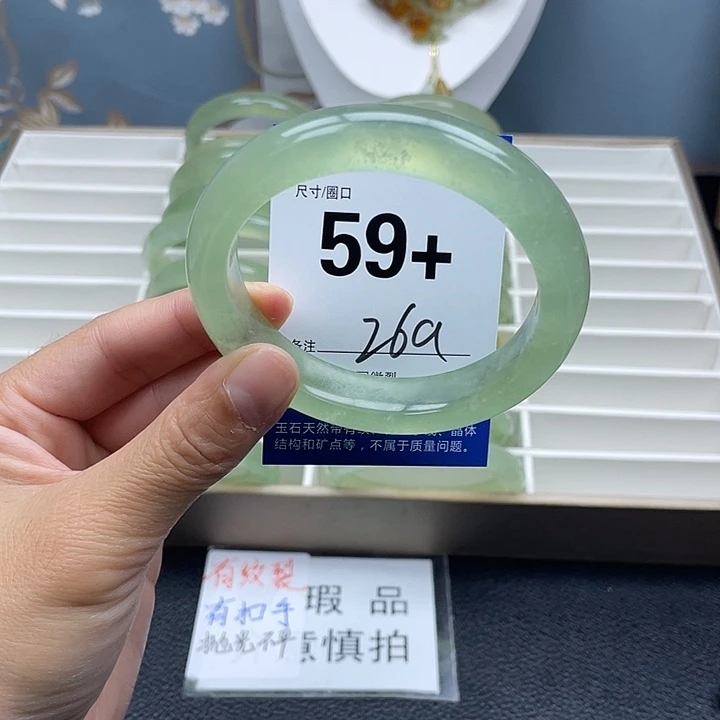 尺寸/圈口
59+
备注 26a
玉石天然带有
晶体
结构和矿点等，不属于质量问题。
有纹裂
有扣手
抛光不平
瑕 品
慎拍